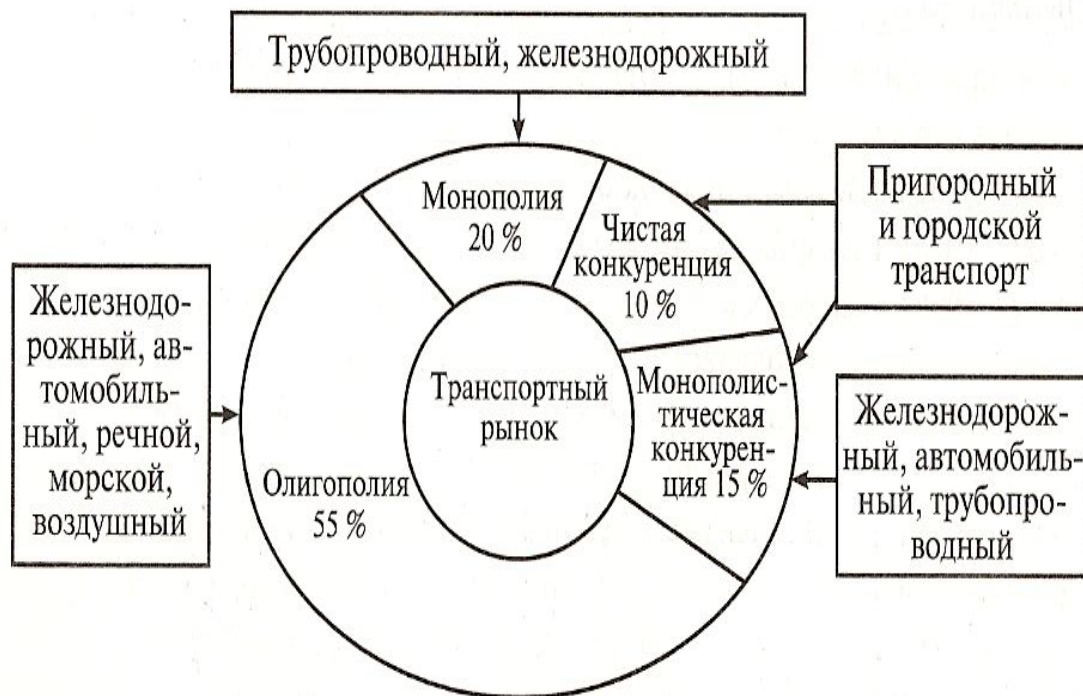 Трубопроводный, железнодорожный
Монополия
20 %
Чистая
конкуренция
10 %
Пригородный
и городской
транспорт
Железнодо-
рожный, ав-
томобиль-
ный, речной,
морской,
воздушный
Транспортный
рынок
Монополис-
тическая
конкурен-
ция 15 %
Железнодорож-
ный, автомобиль-
ный, трубопро-
водный
Олигополия
55 %